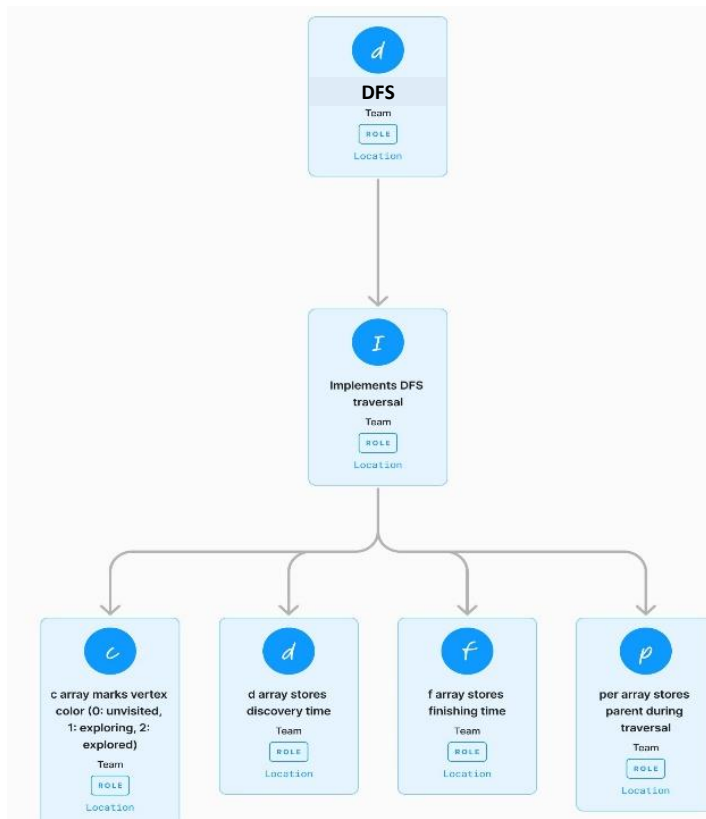 d
DFS
Team
ROLE
Location
I
Implements DFS
traversal
Team
ROLE
Location
c
c array marks vertex
color (0: unvisited,
1: exploring, 2:
explored)
Team
ROLE
Location
d
d array stores
discovery time
Team
ROLE
Location
f
f array stores
finishing time
Team
ROLE
Location
p
per array stores
parent during
traversal
Team
ROLE
Location